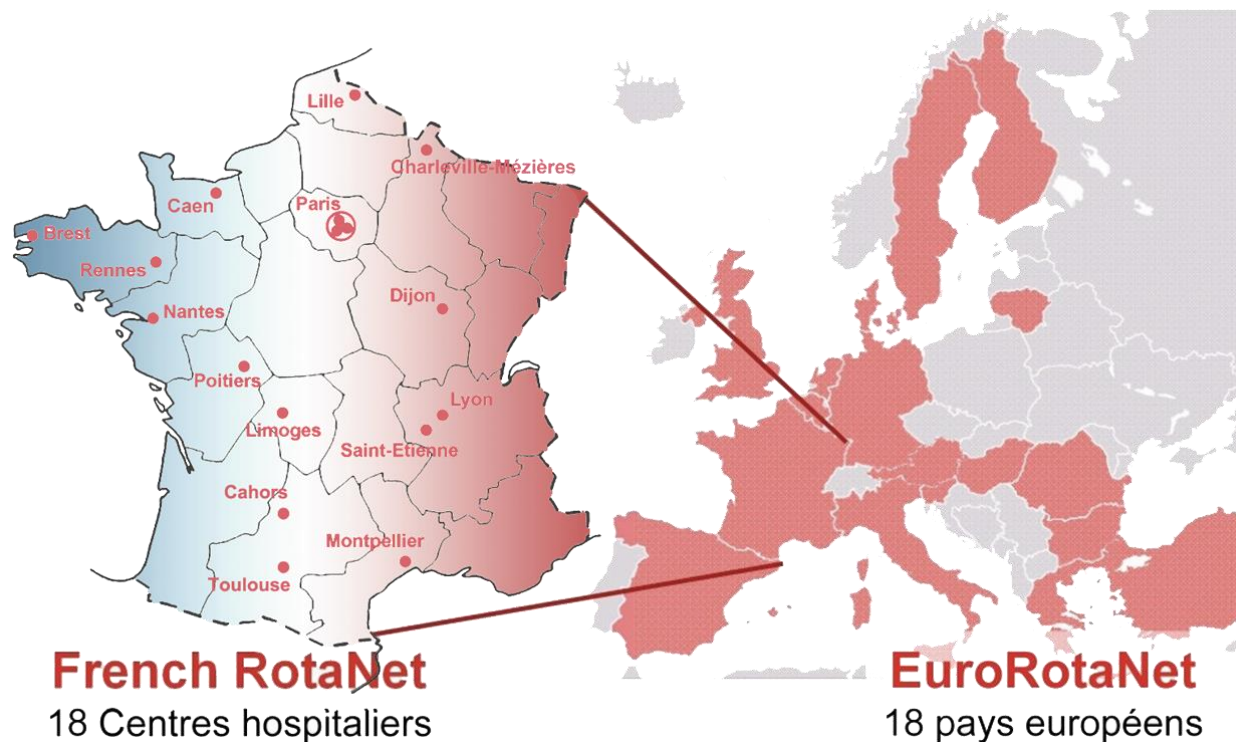 Lille
Charleville-Mézières
Caen
Paris
Brest
Rennes
Dijon
Nantes
Poitiers
Lyon
Limoges
Saint-Etienne
Cahors
Montpellier
Toulouse
French RotaNet
18 Centres hospitaliers
EuroRotaNet
18 pays européens